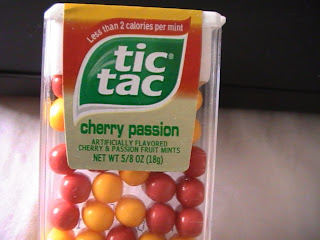 Less than 2 calories per mint
tic®
tac
cherry passion
ARTIFICIALLY FLAVORED
CHERRY & PASSION FRUIT MINTS
NET WT 5/8 OZ (18g)